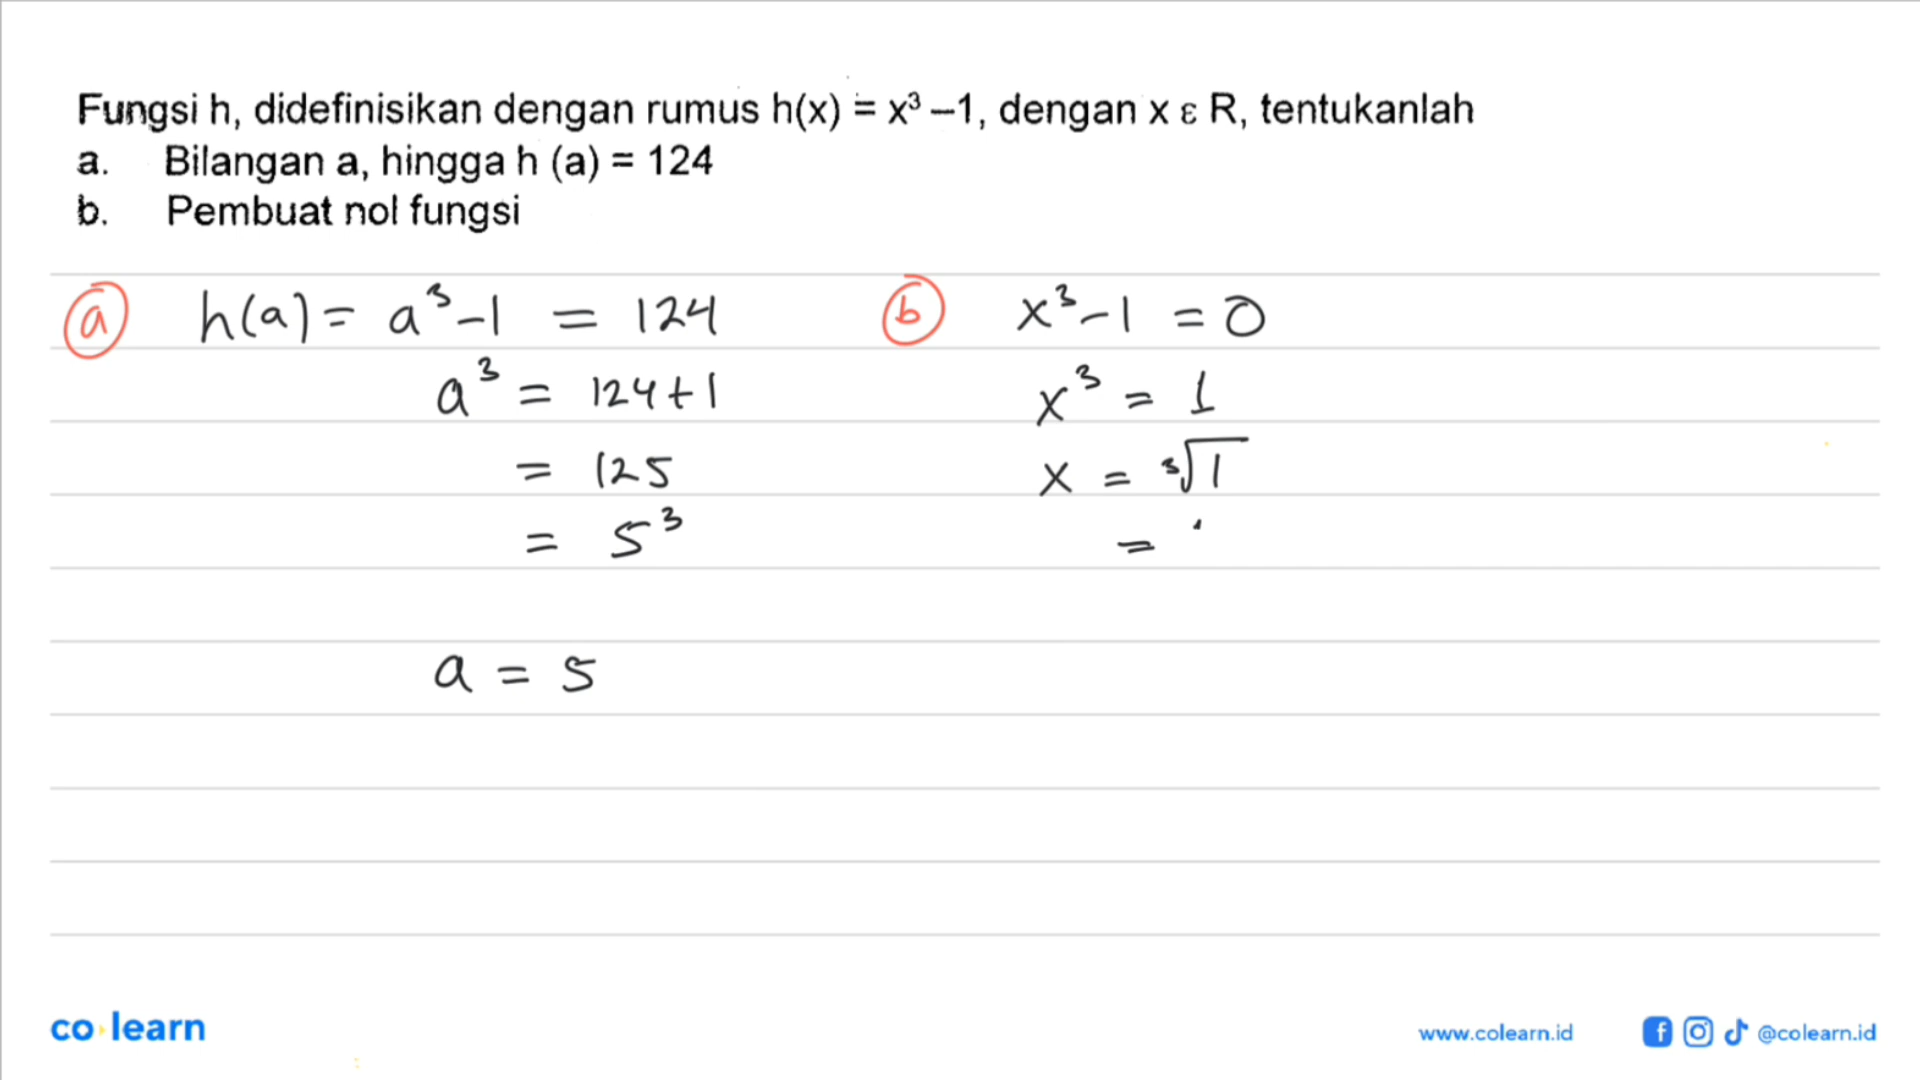 Fungsi h, didefinisikan dengan rumus h(x) = x³ –1, dengan x ε R, tentukanlah
a. Bilangan a, hingga h (a) = 124
b. Pembuat nol fungsi
a h(a) = a³ - 1 = 124
a³ = 124 + 1
= 125
= 5³
a = 5
b x³ - 1 = 0
x³ = 1
x = ³√1
=
co learn
www.colearn.id
@colearn.id